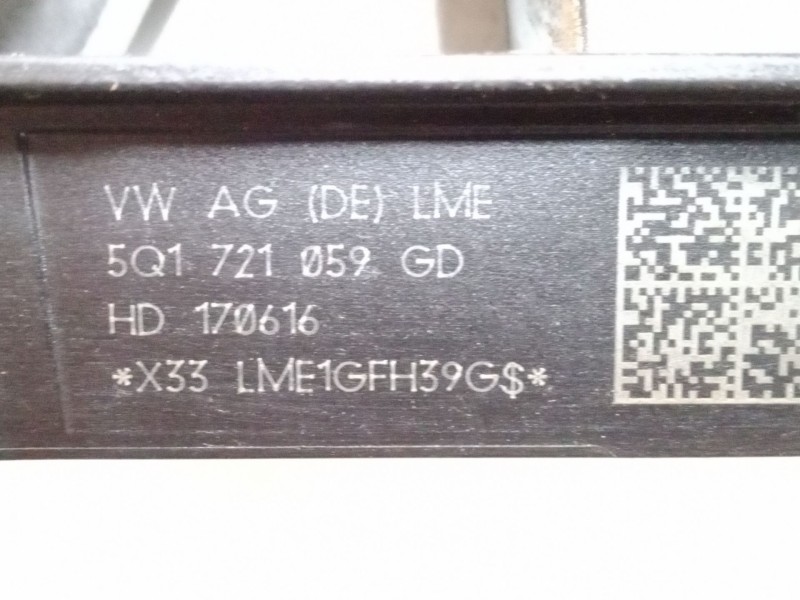 VW AG (DE) LME
5Q1 721 059 GD
HD 170616
*X33 LME1GFH39G$*